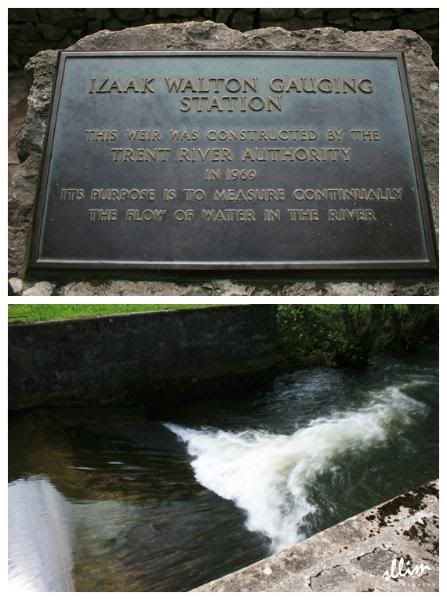 IZAAK WALTON GAUGING
STATION
THIS WEIR WAS CONSTRUCTED BY THE
TRENT RIVER AUTHORITY
IN 1969
ITS PURPOSE IS TO MEASURE CONTINUALLY
THE FLOW OF WATER IN THE RIVER
sllim